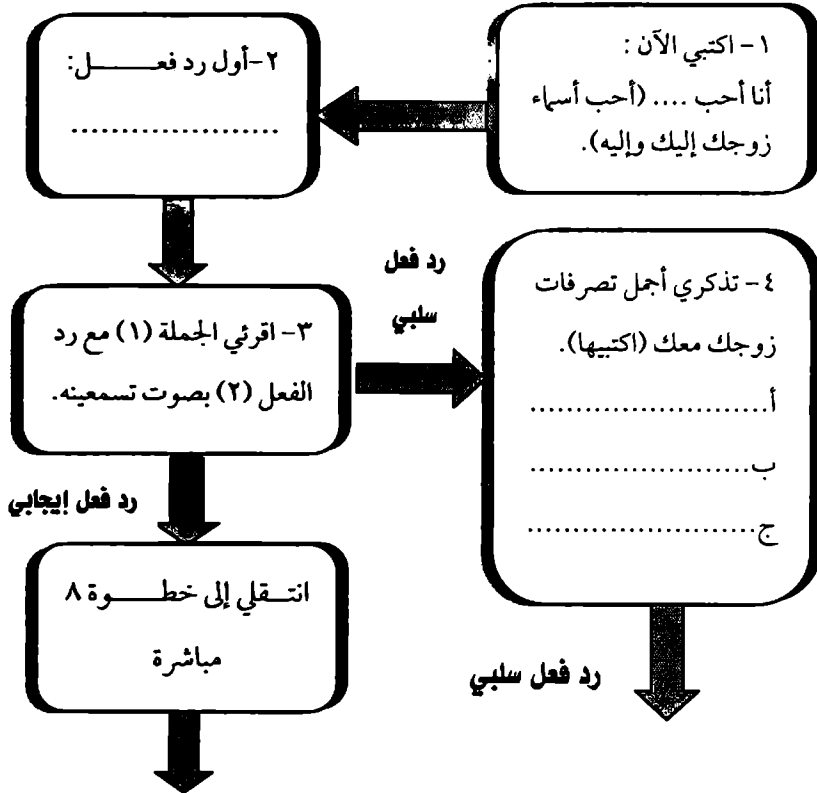 ١- اكتبي الآن :
أنا أحب .... (أحب أسماء
زوجك إليك وإليه).
٢-أول رد فعـــــــل:
.....................
٣- اقرئي الجملة (١) مع رد
الفعل (٢) بصوت تسمعينه.
رد فعل
سلبي
٤- تذكري أجمل تصرفات
زوجك معك (اكتبيها).
أ.........................
ب.........................
ج.........................
رد فعل إيجابي
انتـــقلي إلى خطـــــوة ٨
مباشرة
رد فعل سلبي